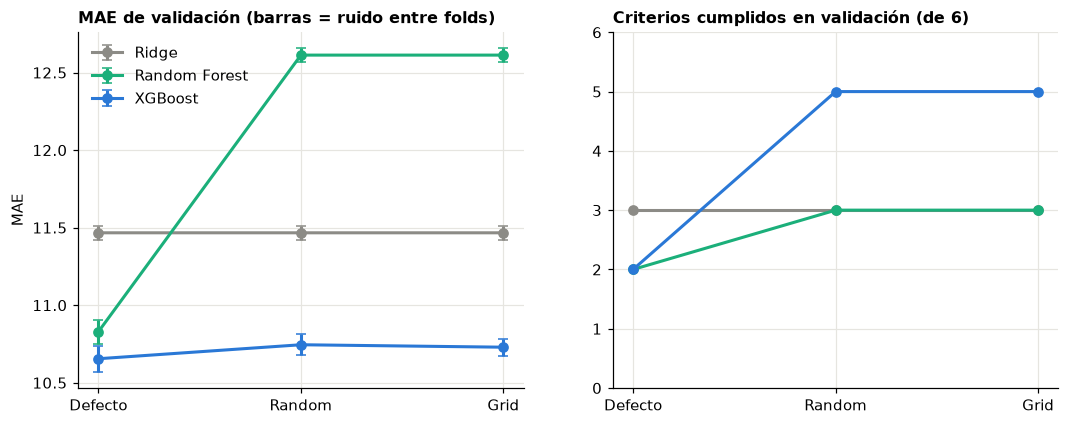 MAE de validación (barras = ruido entre folds)
MAE
12.5
12.0
11.5
11.0
10.5
Ridge
Random Forest
XGBoost
Defecto
Random
Grid
Criterios cumplidos en validación (de 6)
6
5
4
3
2
1
0
Defecto
Random
Grid